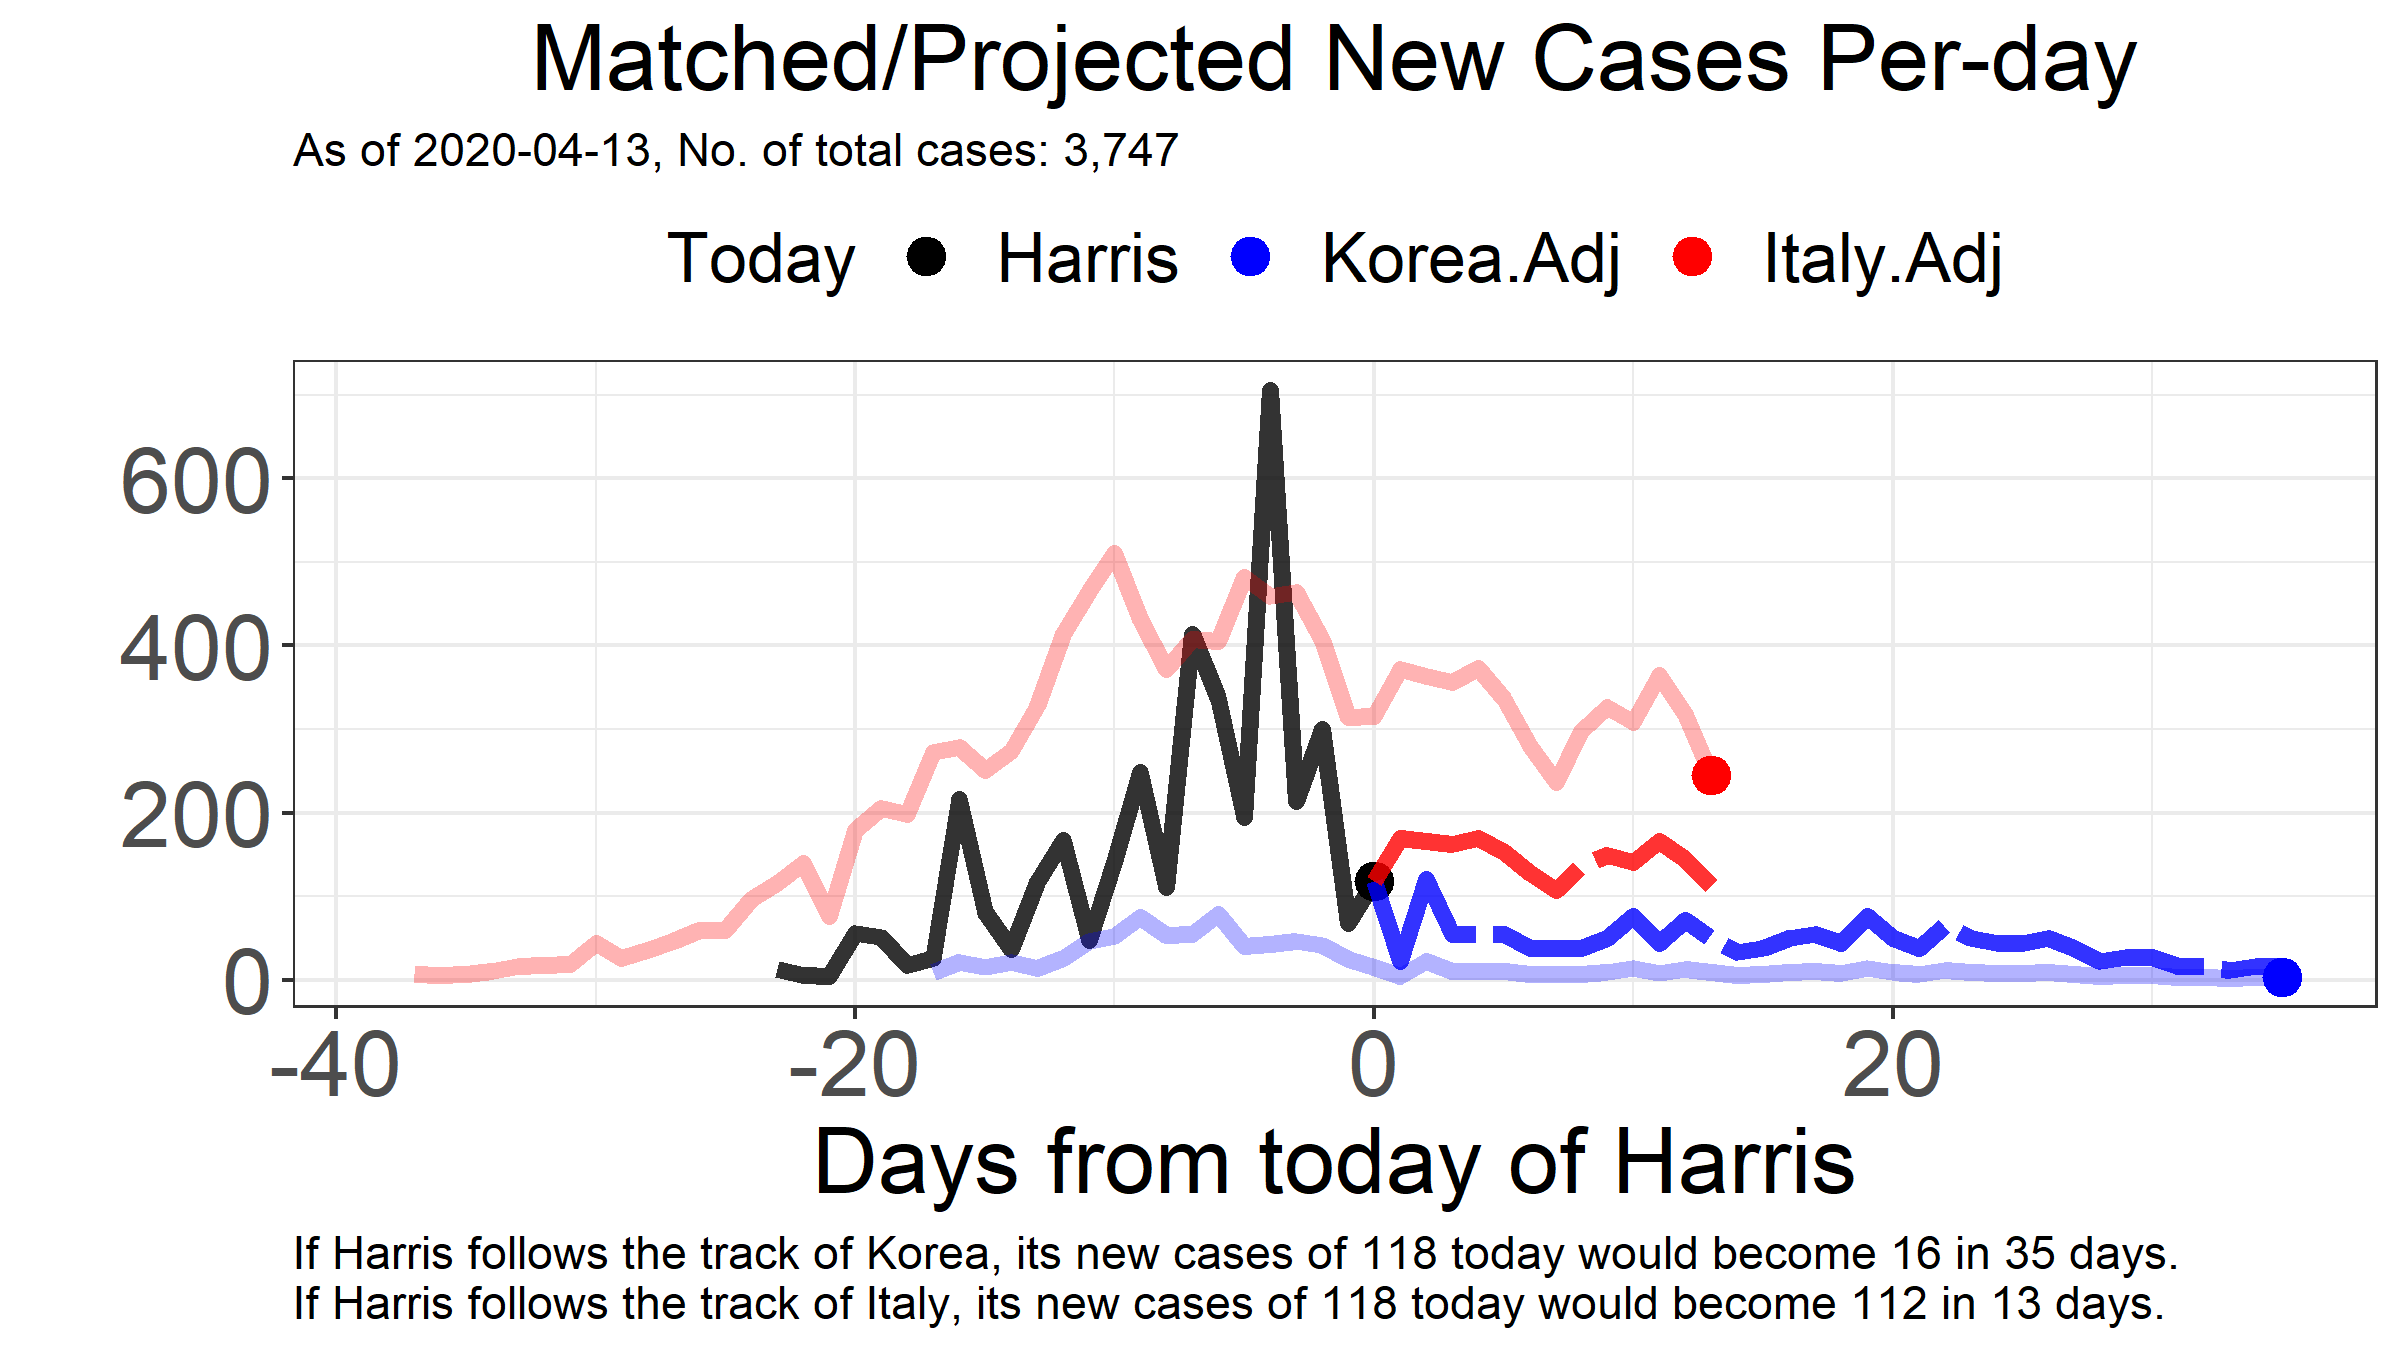 Matched/Projected New Cases Per-day
As of 2020-04-13, No. of total cases: 3,747
Today Harris Korea.Adj Italy.Adj
600
400
200
0
-40 -20 0 20
Days from today of Harris
If Harris follows the track of Korea, its new cases of 118 today would become 16 in 35 days.
If Harris follows the track of Italy, its new cases of 118 today would become 112 in 13 days.